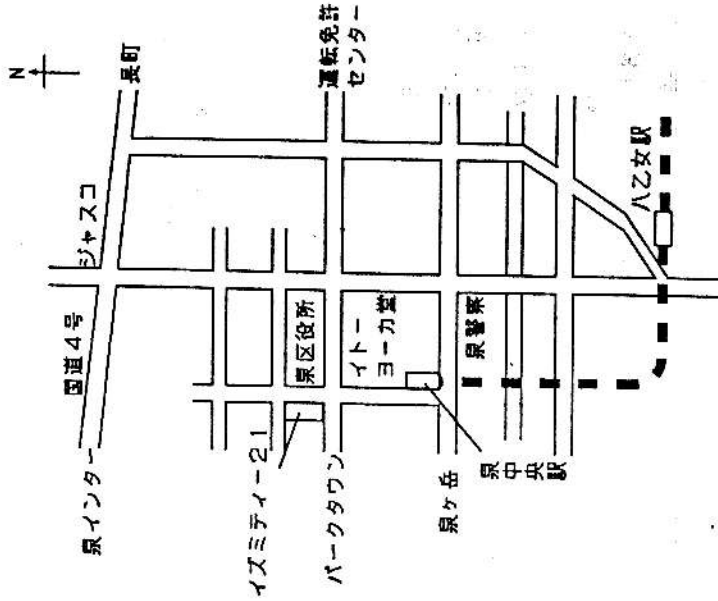 N
長町
運転免許
センター
ジャスコ
八乙女駅
国道4号
泉区役所
イトー
ヨーカ堂
泉警察
泉インター
イズミティー21
パークタウン
泉ヶ岳
泉
中
央
駅